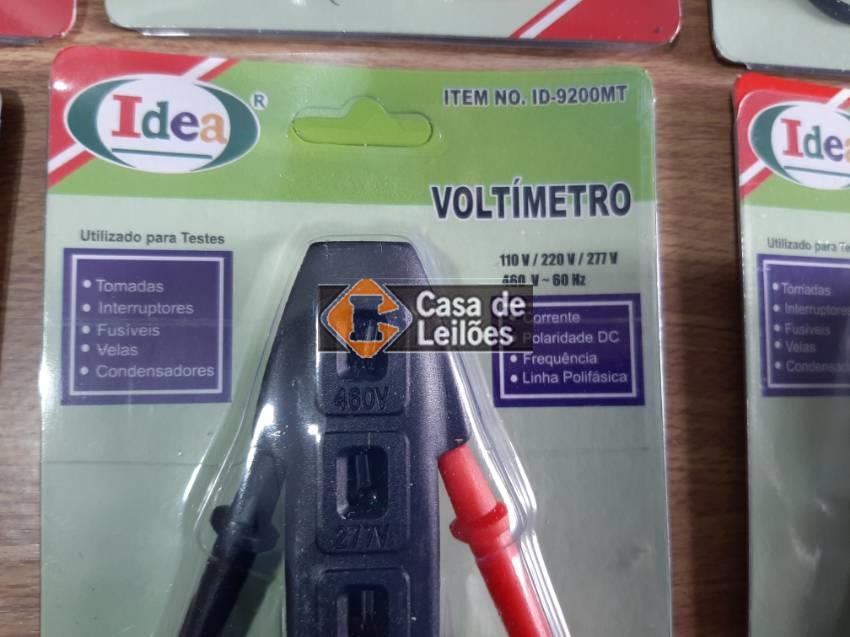 Idea
®
ITEM NO. ID-9200MT
VOLTÍMETRO
Utilizado para Testes
• Tomadas
• Interruptores
• Fusíveis
• Velas
• Condensadores
110 V / 220 V / 277 V
460 V ~ 60 Hz
• Corrente
• Polaridade DC
• Frequência
• Linha Polifásica
Casa de
Leilões
460V
277V
Idea
Utilizado para Testes
• Tomadas
• Interruptores
• Fusíveis
• Velas
• Condensadores